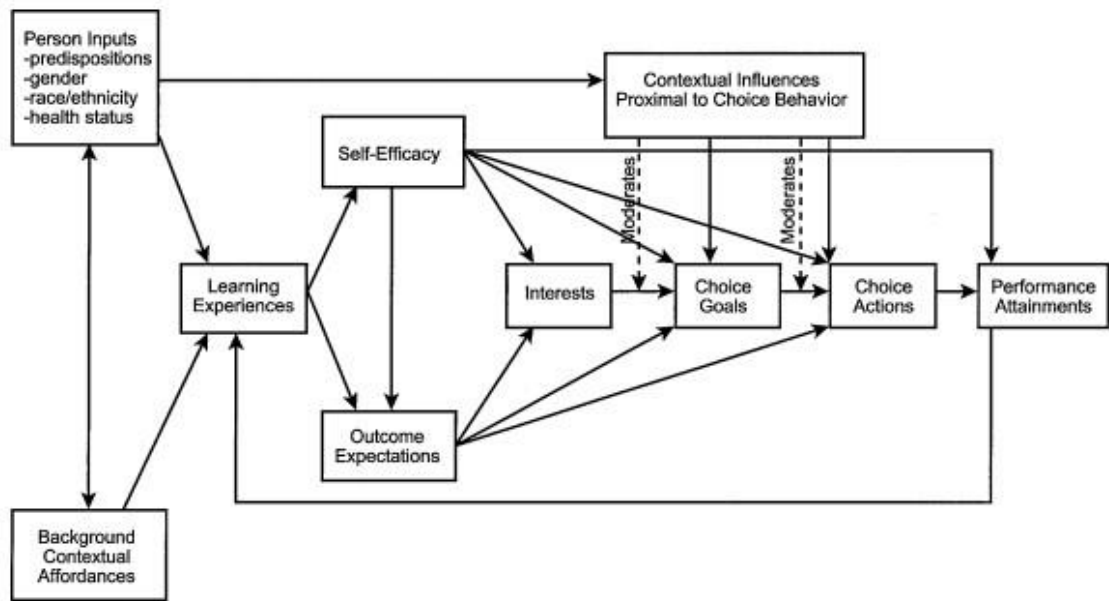 Person Inputs
-predispositions
-gender
-race/ethnicity
-health status
Contextual Influences
Proximal to Choice Behavior
Self-Efficacy
Moderates
Moderates
Learning
Experiences
Interests
Choice
Goals
Choice
Actions
Performance
Attainments
Outcome
Expectations
Background
Contextual
Affordances